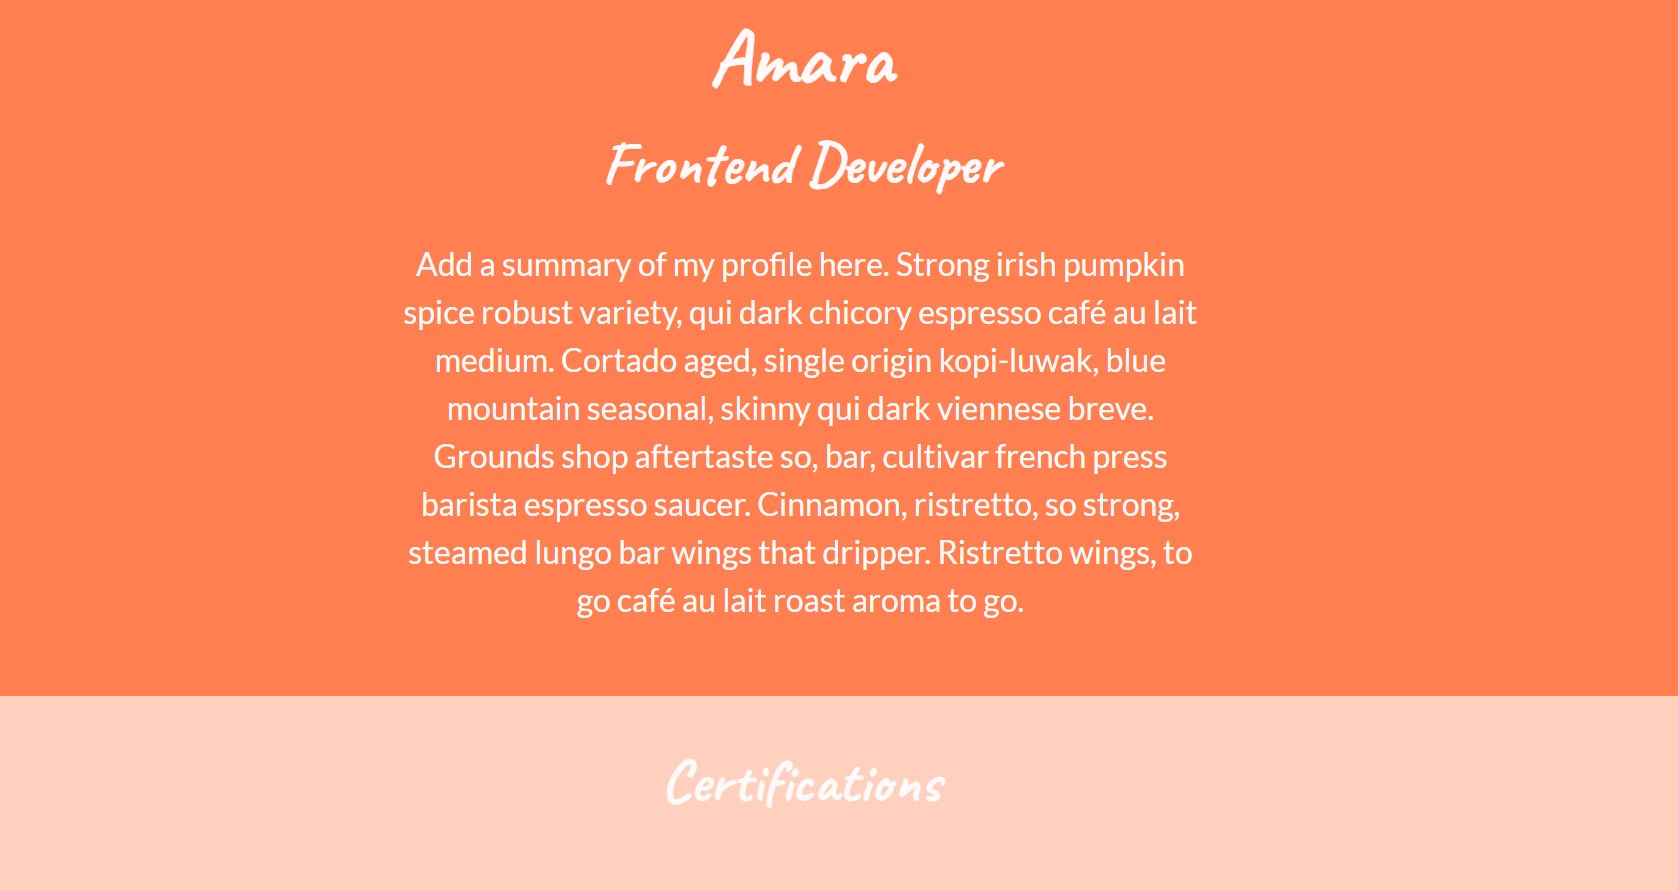 Amara
Frontend Developer
Add a summary of my profile here. Strong irish pumpkin
spice robust variety, qui dark chicory espresso café au lait
medium. Cortado aged, single origin kopi-luwak, blue
mountain seasonal, skinny qui dark viennese breve.
Grounds shop aftertaste so, bar, cultivar french press
barista espresso saucer. Cinnamon, ristretto, so strong,
steamed lungo bar wings that dripper. Ristretto wings, to
go café au lait roast aroma to go.
Certifications